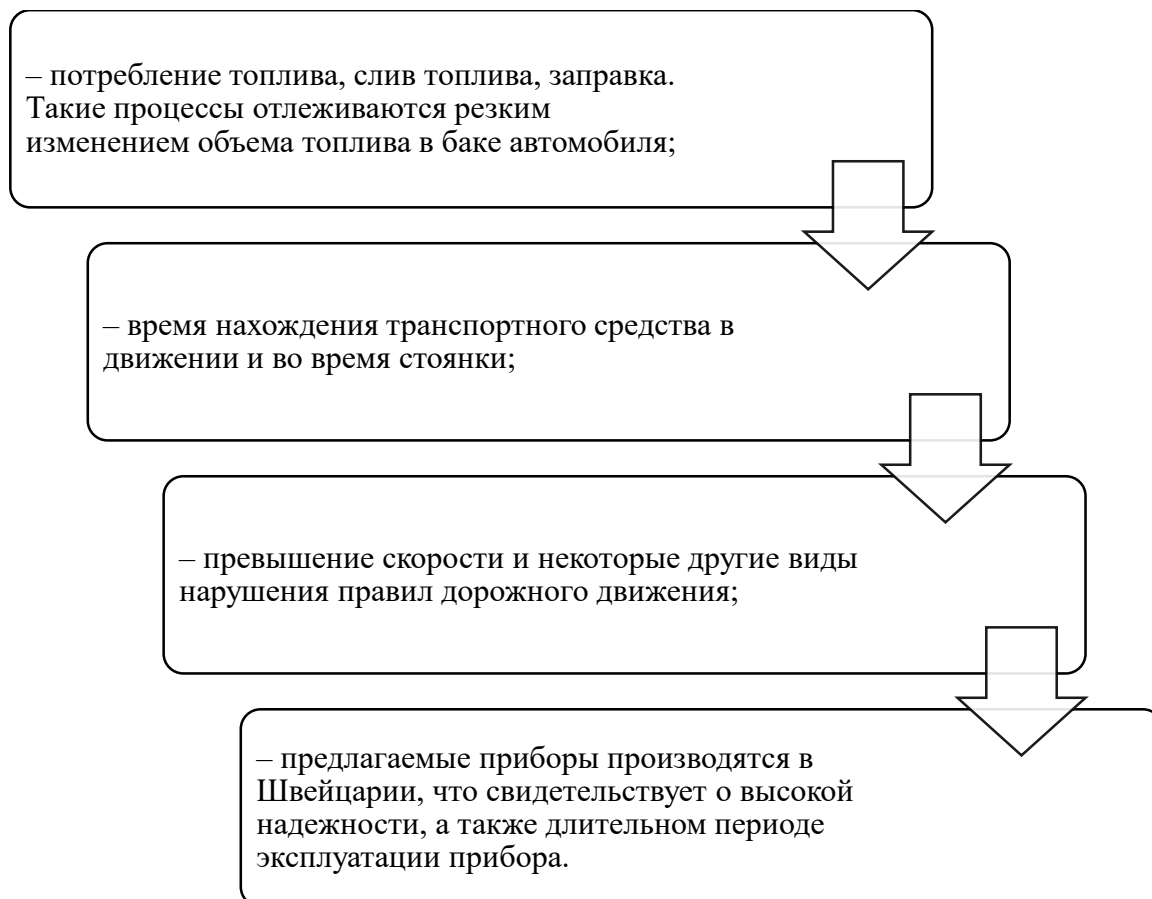 – потребление топлива, слив топлива, заправка.
Такие процессы отлеживаются резким
изменением объема топлива в баке автомобиля;
– время нахождения транспортного средства в
движении и во время стоянки;
– превышение скорости и некоторые другие виды
нарушения правил дорожного движения;
– предлагаемые приборы производятся в
Швейцарии, что свидетельствует о высокой
надежности, а также длительном периоде
эксплуатации прибора.